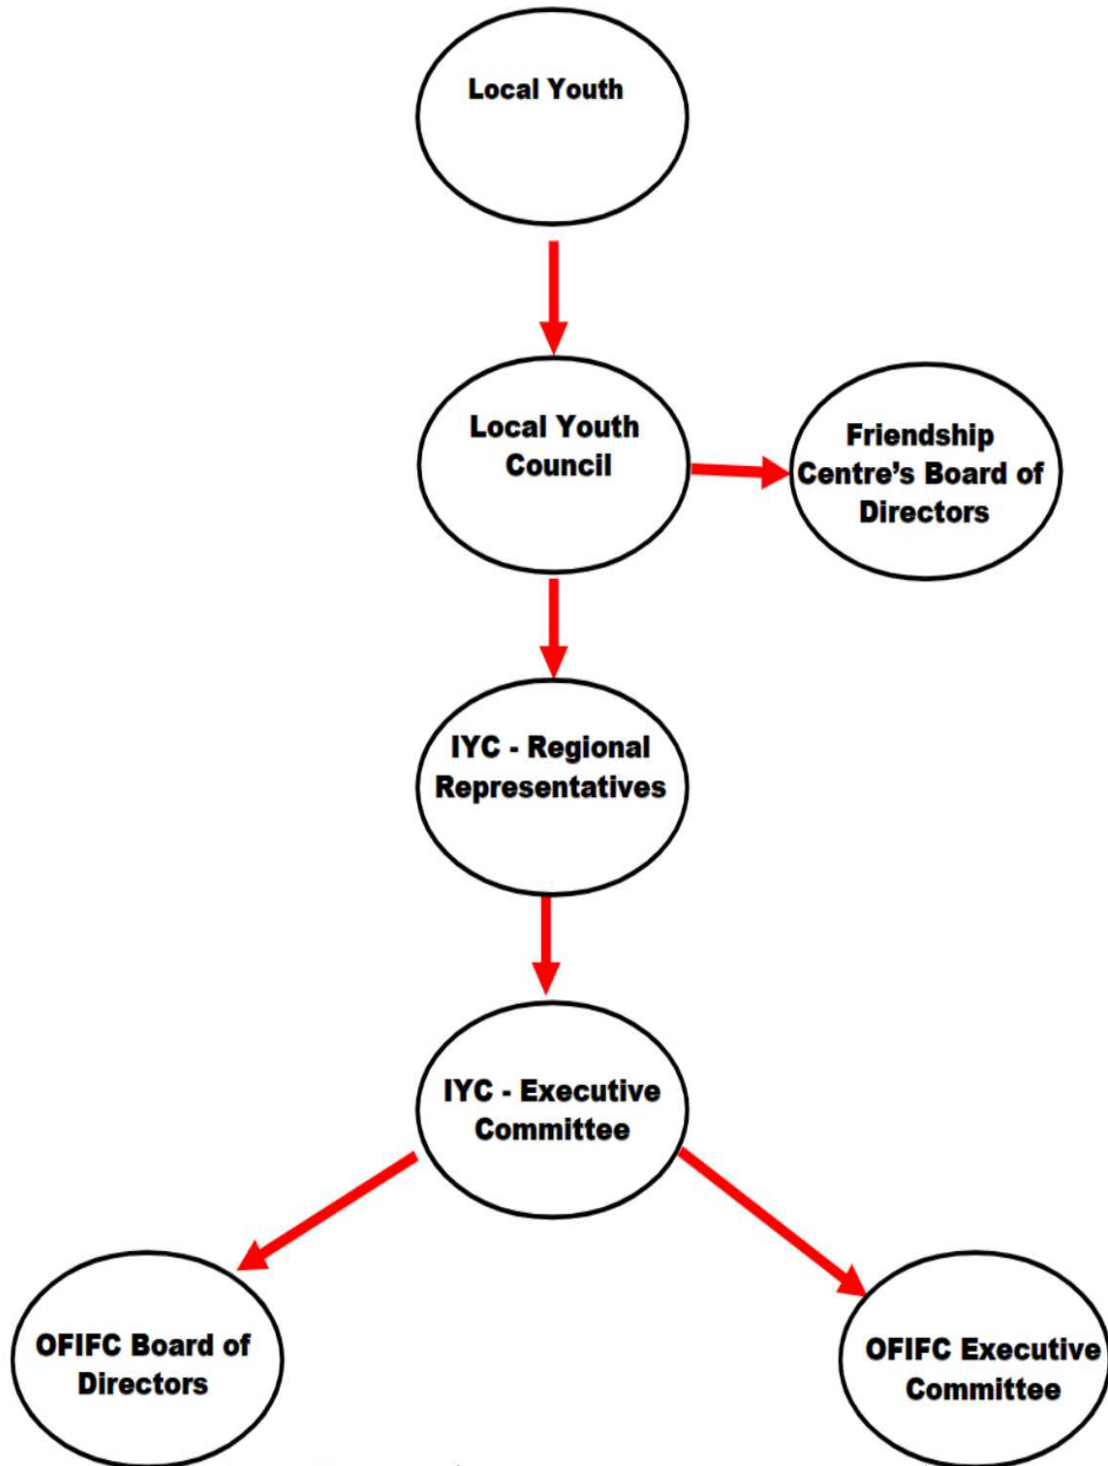 Local Youth
Local Youth
Council
Friendship
Centre's Board of
Directors
IYC - Regional
Representatives
IYC - Executive
Committee
OFIFC Board of
Directors
OFIFC Executive
Committee